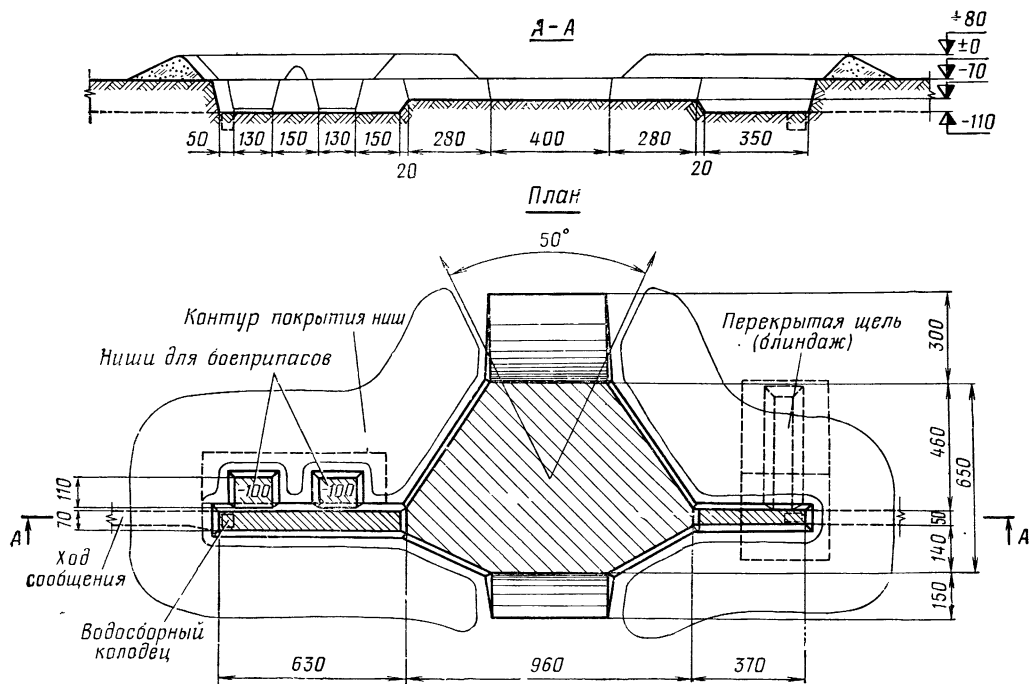 А-А
+80
±0
-70
-110
50 130 150 130 150 280 400 280 350
20 20
План
50°
Контур покрытия ниш
Ниши для боеприпасов
Перекрытая щель
(блиндаж)
300
460
650
110
-100 -100
70
50
А А
Ход
сообщения
140
150
Водосборный
колодец
630 960 370